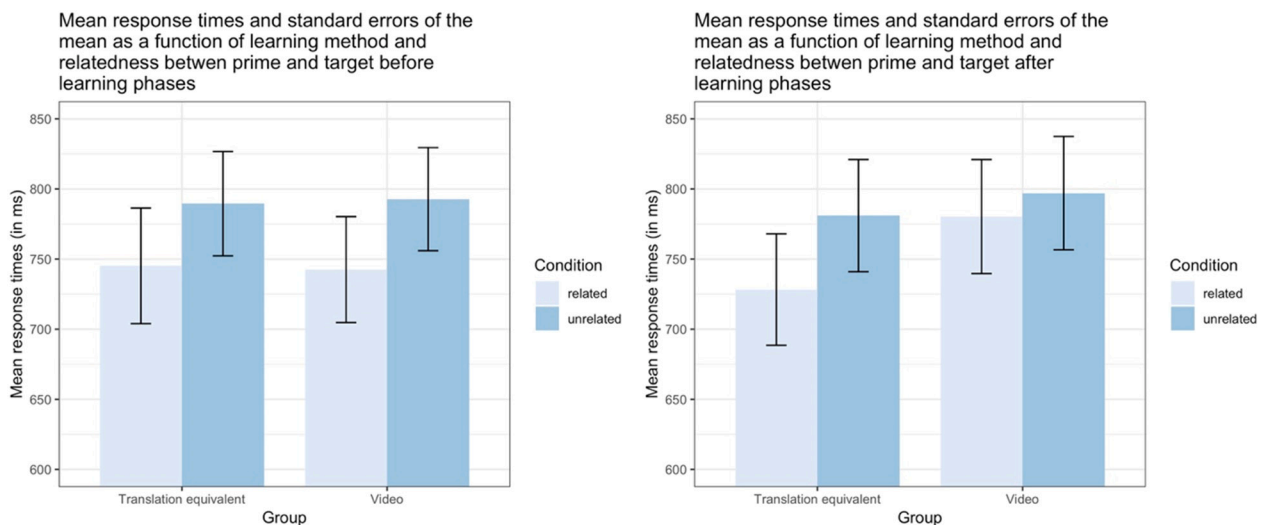 Mean response times and standard errors of the
mean as a function of learning method and
relatedness betwen prime and target before
learning phases
850
800
750
700
650
600
Mean response times (in ms)
Translation equivalent
Video
Group
Condition
related
unrelated
Mean response times and standard errors of the
mean as a function of learning method and
relatedness betwen prime and target after
learning phases
850
800
750
700
650
600
Mean response times (in ms)
Translation equivalent
Video
Group
Condition
related
unrelated